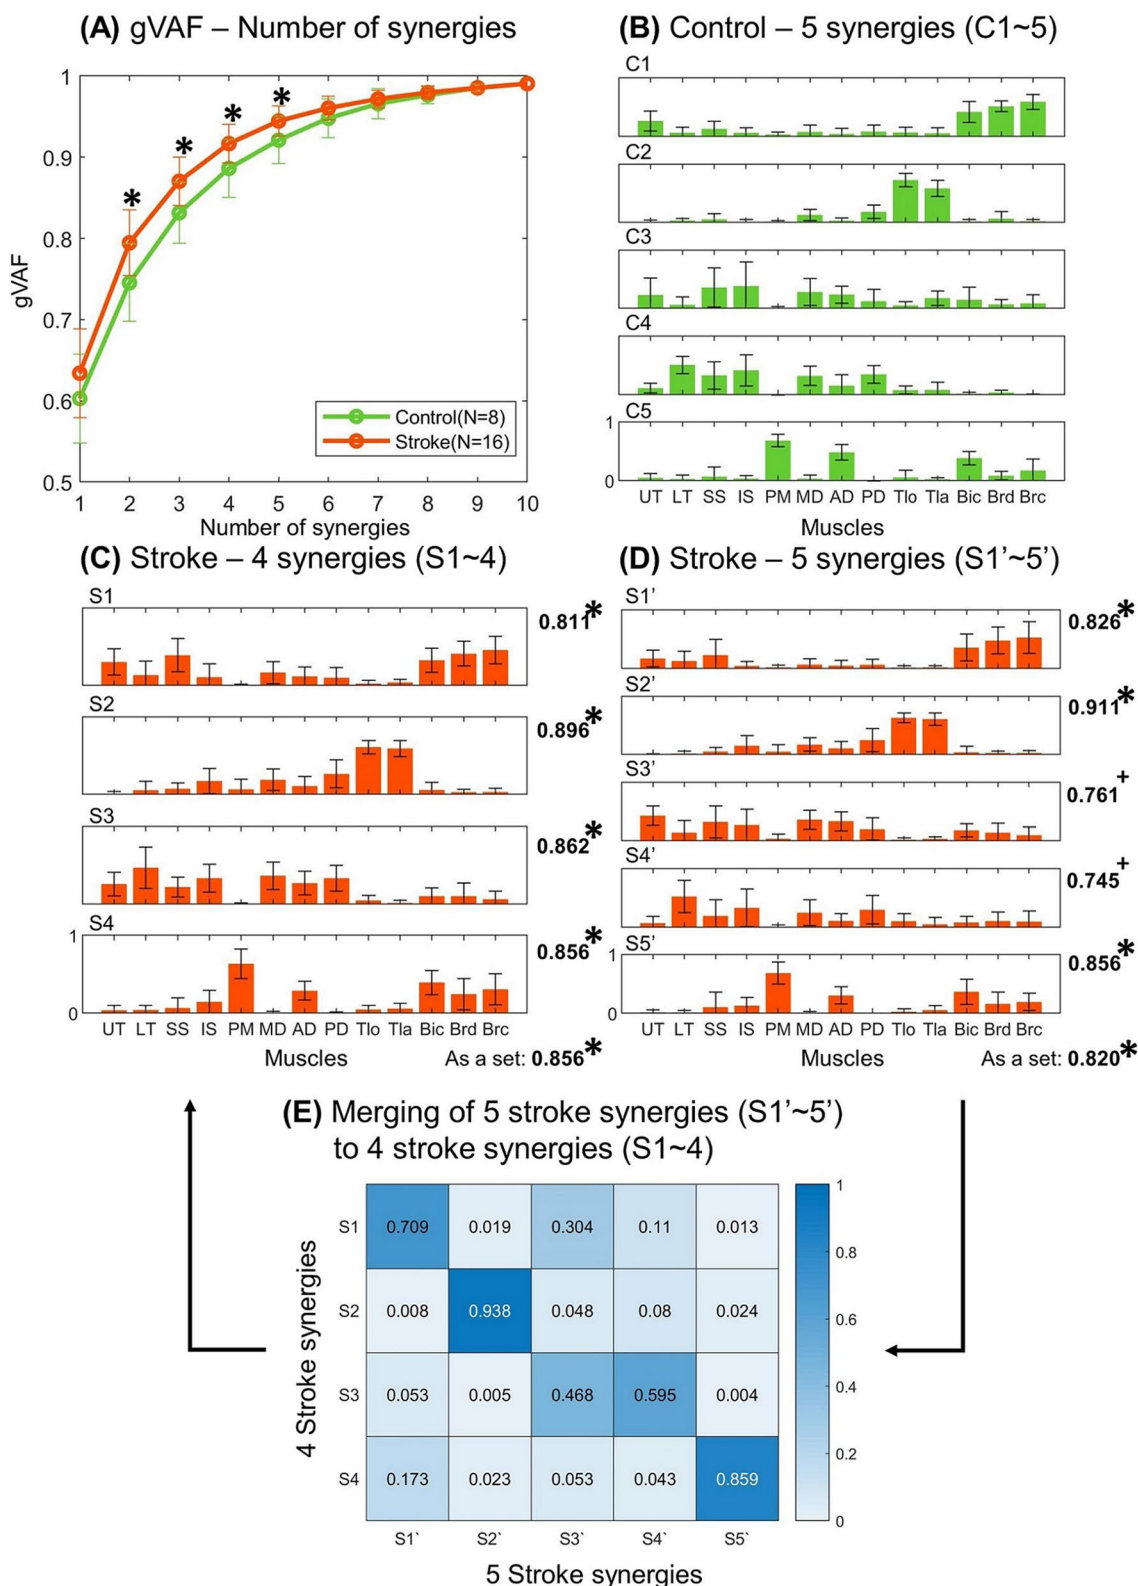 (A) gVAF – Number of synergies
1
0.9
0.8
0.7
0.6
0.5
gVAF
*
*
*
*
Control(N=8)
Stroke(N=16)
1 2 3 4 5 6 7 8 9 10
Number of synergies
(B) Control – 5 synergies (C1~5)
C1
C2
C3
C4
C5
1
0
UT LT SS IS PM MD AD PD Tlo Tla Bic Brd Brc
Muscles
(C) Stroke – 4 synergies (S1~4)
S1
0.811*
S2
0.896*
S3
0.862*
S4
1
0.856*
0
UT LT SS IS PM MD AD PD Tlo Tla Bic Brd Brc
Muscles
As a set: 0.856*
(D) Stroke – 5 synergies (S1'~5')
S1'
0.826*
S2'
0.911*
S3'
0.761+
S4'
0.745+
S5'
1
0.856*
0
UT LT SS IS PM MD AD PD Tlo Tla Bic Brd Brc
Muscles
As a set: 0.820*
(E) Merging of 5 stroke synergies (S1'~5')
to 4 stroke synergies (S1~4)
4 Stroke synergies
S1 0.709 0.019 0.304 0.11 0.013
S2 0.008 0.938 0.048 0.08 0.024
S3 0.053 0.005 0.468 0.595 0.004
S4 0.173 0.023 0.053 0.043 0.859
S1` S2` S3` S4` S5`
5 Stroke synergies
1
0.8
0.6
0.4
0.2
0